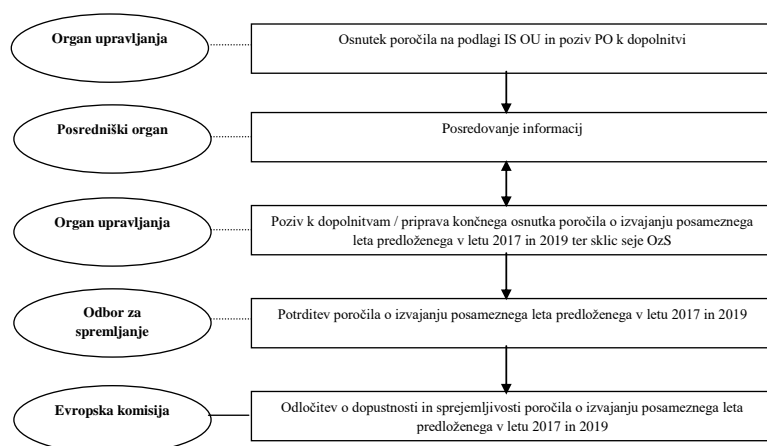 Organ upravljanja
Osnutek poročila na podlagi IS OU in poziv PO k dopolnitvi
Posredniški organ
Posredovanje informacij
Organ upravljanja
Poziv k dopolnitvam / priprava končnega osnutka poročila o izvajanju posameznega
leta predloženega v letu 2017 in 2019 ter sklic seje OzS
Odbor za
spremljanje
Potrditev poročila o izvajanju posameznega leta predloženega v letu 2017 in 2019
Evropska komisija
Odločitev o dopustnosti in sprejemljivosti poročila o izvajanju posameznega leta
predloženega v letu 2017 in 2019